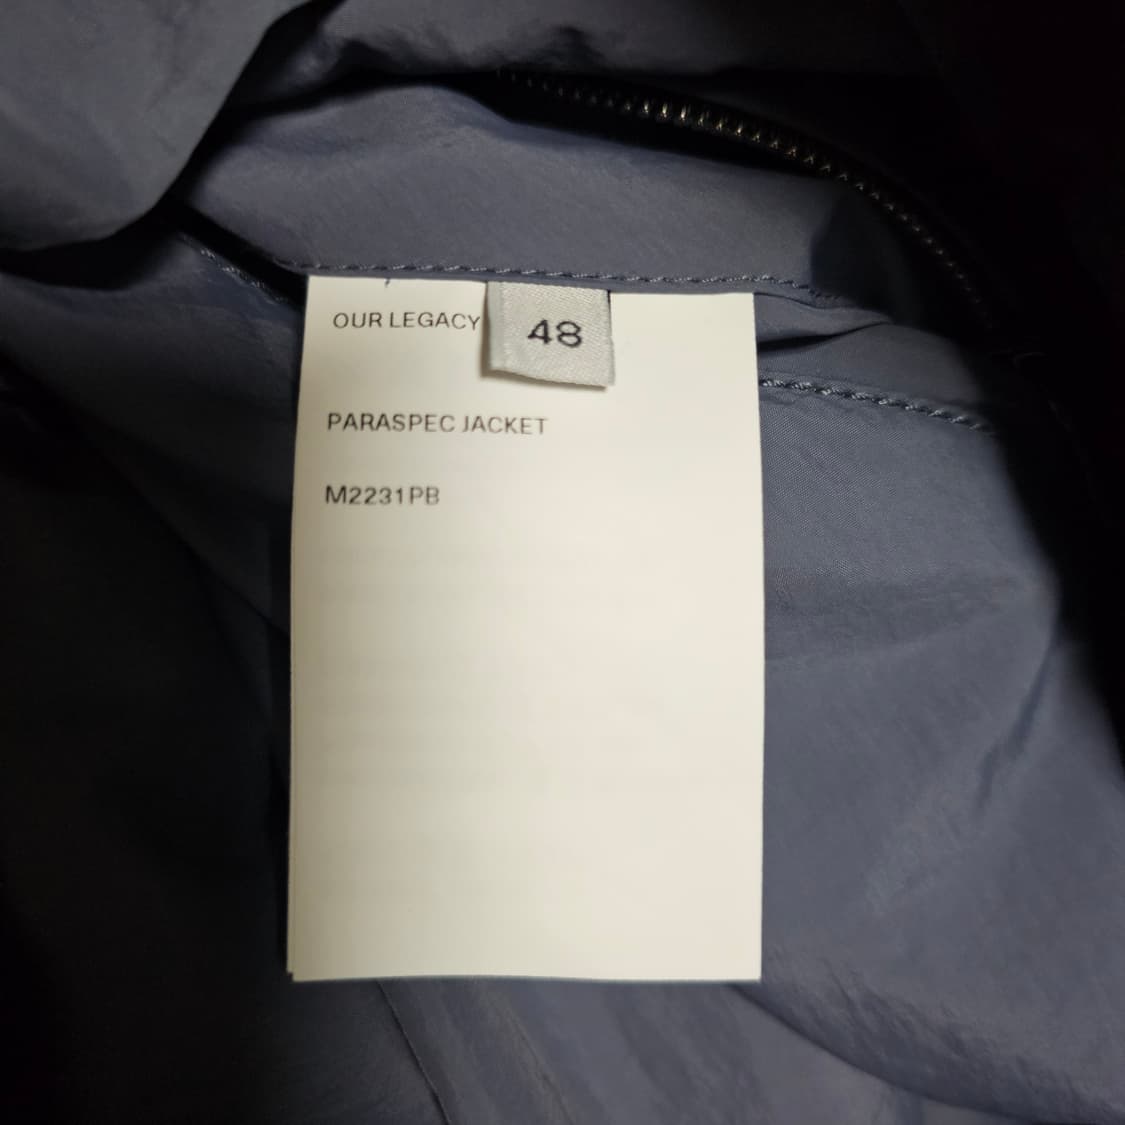 OUR LEGACY
48
PARASPEC JACKET
M2231PB